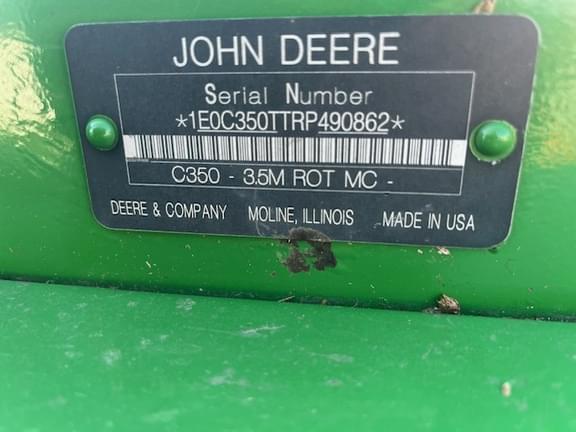 JOHN DEERE
Serial Number
*1E0C350TTRP490862*
C350 - 3.5M ROT MC -
DEERE & COMPANY MOLINE, ILLINOIS MADE IN USA